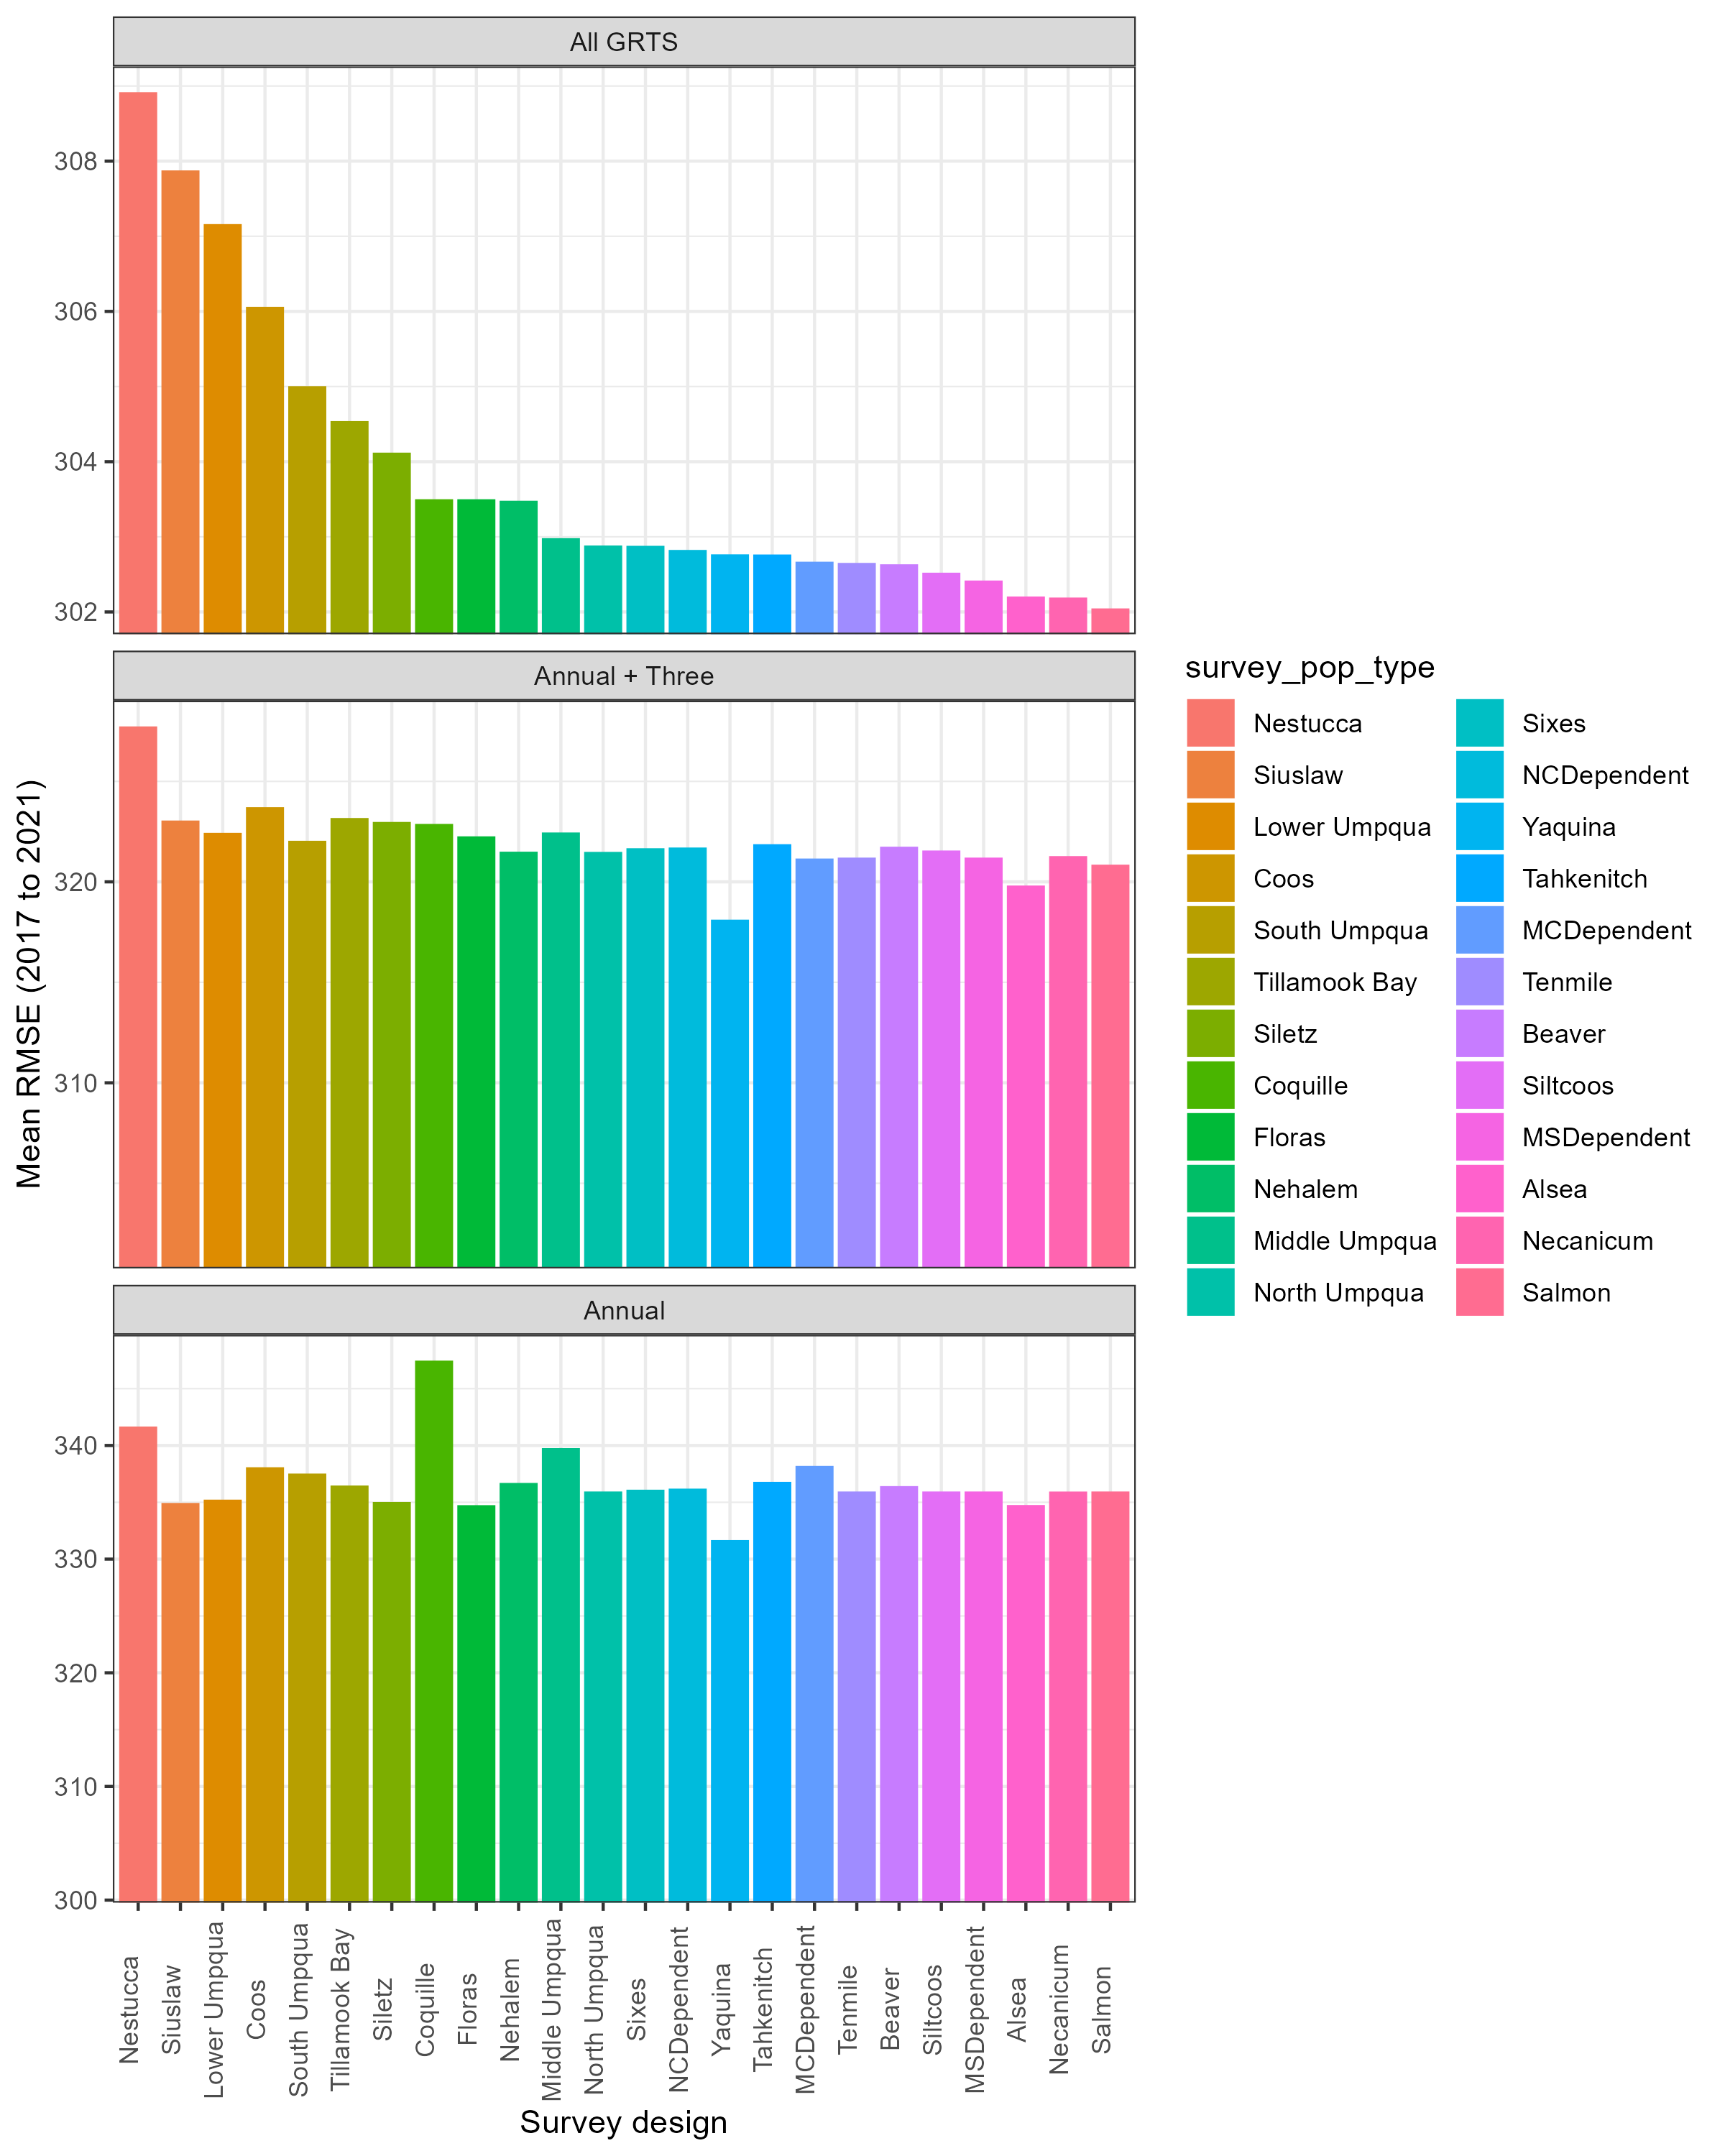 All GRTS
308
306
304
302
Annual + Three
320
310
Annual
340
330
320
310
300
Mean RMSE (2017 to 2021)
Nestucca
Siuslaw
Lower Umpqua
Coos
South Umpqua
Tillamook Bay
Siletz
Coquille
Floras
Nehalem
Middle Umpqua
North Umpqua
Sixes
NCDependent
Yaquina
Tahkenitch
MCDependent
Tenmile
Beaver
Siltcoos
MSDependent
Alsea
Necanicum
Salmon
Survey design
survey_pop_type
Nestucca
Siuslaw
Lower Umpqua
Coos
South Umpqua
Tillamook Bay
Siletz
Coquille
Floras
Nehalem
Middle Umpqua
North Umpqua
Sixes
NCDependent
Yaquina
Tahkenitch
MCDependent
Tenmile
Beaver
Siltcoos
MSDependent
Alsea
Necanicum
Salmon